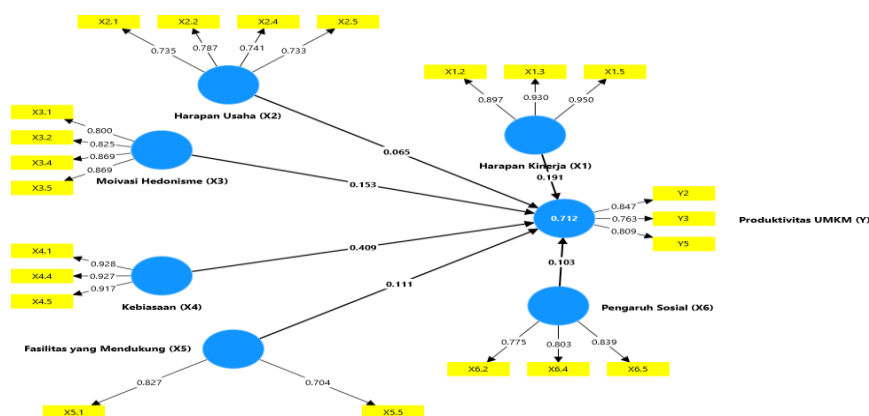 X2.1
X2.2
X2.4
X2.5
0.735
0.787
0.741
0.733
Harapan Usaha (X2)
X1.2
X1.3
X1.5
0.897
0.930
0.950
Harapan Kinerja (X1)
X3.1
X3.2
X3.4
X3.5
0.800
0.825
0.869
0.869
Moivasi Hedonisme (X3)
0.065
0.191
0.153
0.712
0.847
0.763
0.809
Y2
Y3
Y5
Produktivitas UMKM (Y)
X4.1
X4.4
X4.5
0.928
0.927
0.917
Kebiasaan (X4)
0.409
0.111
0.103
Pengaruh Sosial (X6)
Fasilitas yang Mendukung (X5)
0.775
0.803
0.839
X6.2
X6.4
X6.5
0.827
0.704
X5.1
X5.5